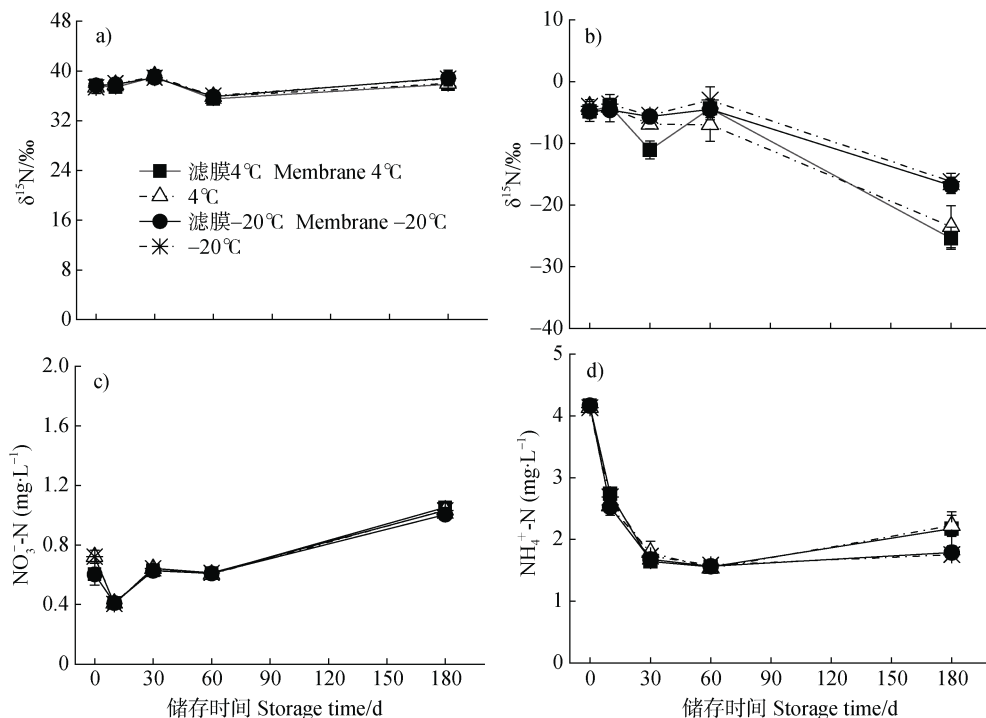 a)
48
40
32
24
16
8
0
δ¹⁵N/‰
滤膜4℃ Membrane 4℃
4℃
滤膜–20℃ Membrane –20℃
–20℃
b)
0
–10
–20
–30
–40
δ¹⁵N/‰
c)
2.0
1.6
1.2
0.8
0.4
0
NO₃⁻-N (mg·L⁻¹)
0 30 60 90 120 150 180
储存时间 Storage time/d
d)
5
4
3
2
1
0
NH₄⁺-N (mg·L⁻¹)
0 30 60 90 120 150 180
储存时间 Storage time/d